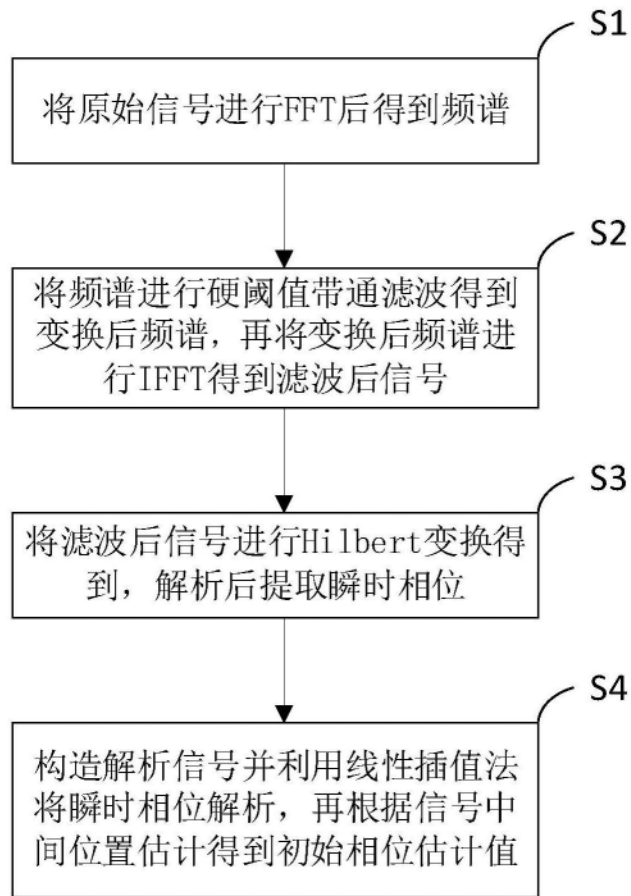 S1
将原始信号进行FFT后得到频谱
S2
将频谱进行硬阈值带通滤波得到
变换后频谱，再将变换后频谱进
行IFFT得到滤波后信号
S3
将滤波后信号进行Hilbert变换得
到，解析后提取瞬时相位
S4
构造解析信号并利用线性插值法
将瞬时相位解析，再根据信号中
间位置估计得到初始相位估计值